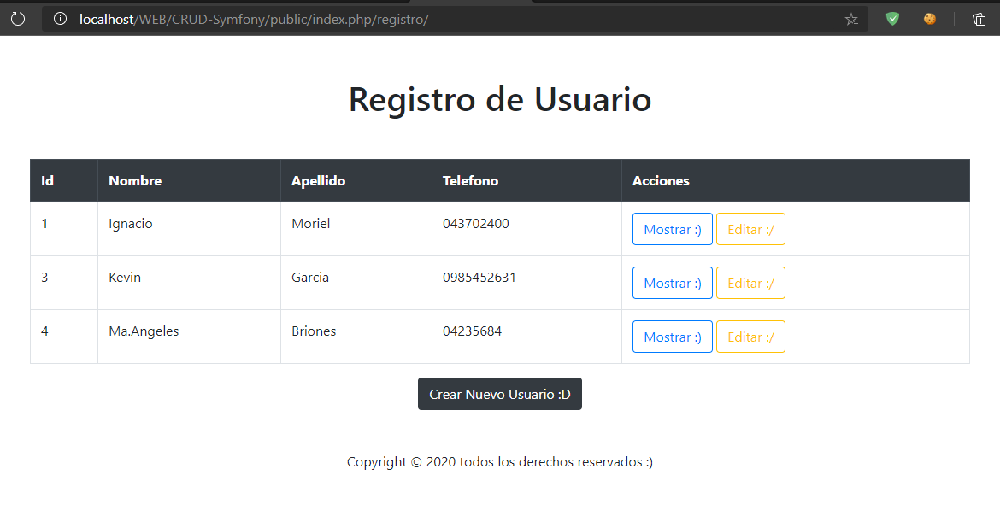 localhost/WEB/CRUD-Symfony/public/index.php/registro/
Registro de Usuario
Id Nombre Apellido Telefono Acciones
1 Ignacio Moriel 043702400 Mostrar :) Editar :/
3 Kevin Garcia 0985452631 Mostrar :) Editar :/
4 Ma.Angeles Briones 04235684 Mostrar :) Editar :/
Crear Nuevo Usuario :D
Copyright © 2020 todos los derechos reservados :)